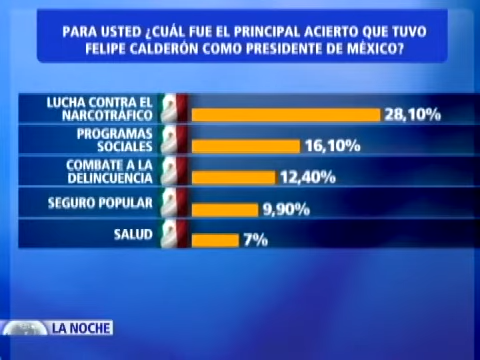 PARA USTED ¿CUÁL FUE EL PRINCIPAL ACIERTO QUE TUVO
FELIPE CALDERÓN COMO PRESIDENTE DE MÉXICO?
LUCHA CONTRA EL
NARCOTRÁFICO
28,10%
PROGRAMAS
SOCIALES
16,10%
COMBATE A LA
DELINCUENCIA
12,40%
SEGURO POPULAR
9,90%
SALUD
7%
LA NOCHE